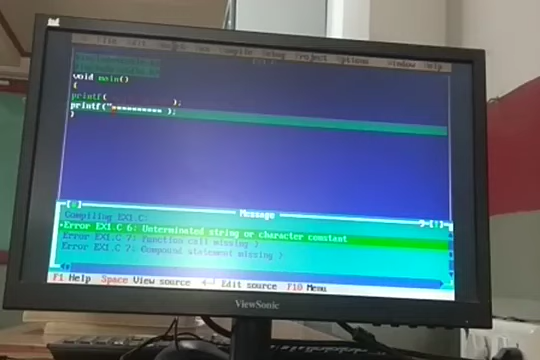 File Edit Run Compile Debug Project Options Window Help
void main()
{
printf( );
printf("========== );
}
[■] Message [↑]
Compiling EX1.C:
•Error EX1.C 6: Unterminated string or character constant
Error EX1.C 7: Function call missing )
Error EX1.C 7: Compound statement missing }
F1 Help Space View source ↵ Edit source F10 Menu
ViewSonic